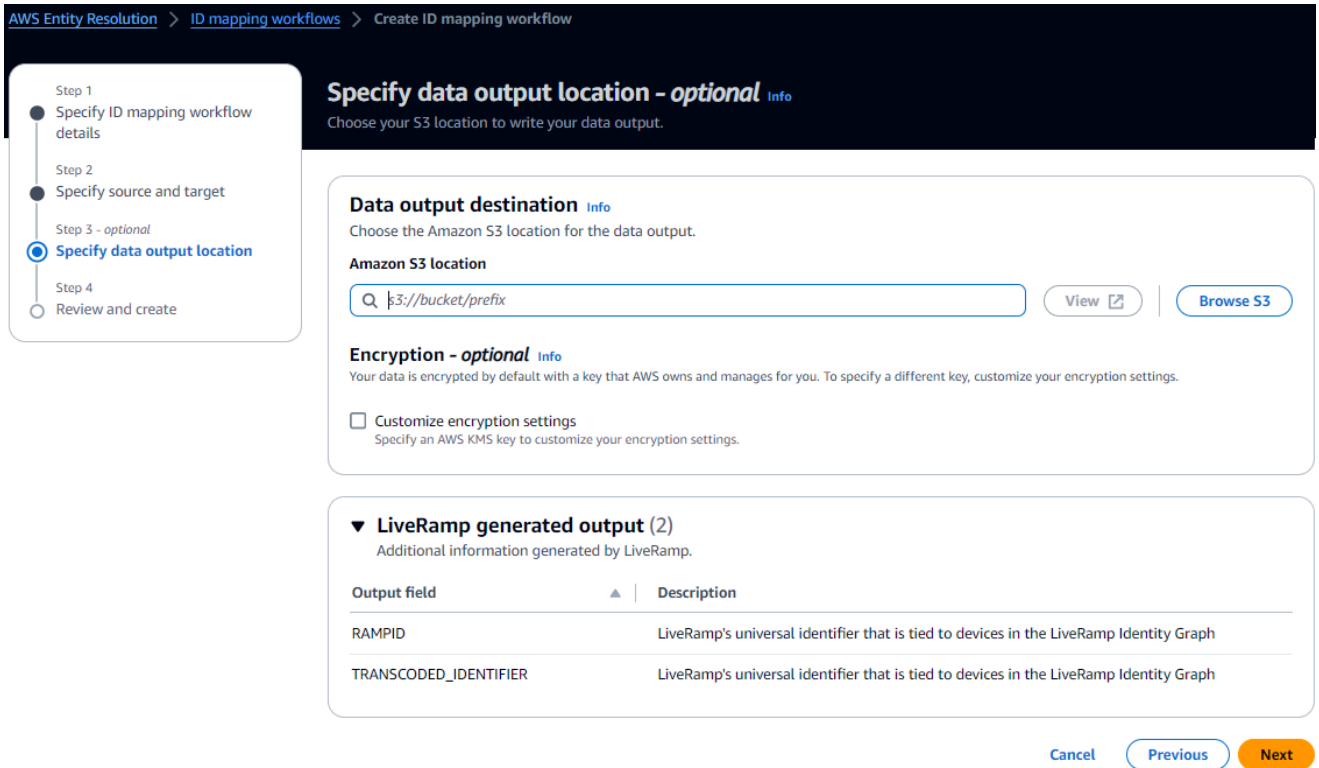 AWS Entity Resolution > ID mapping workflows > Create ID mapping workflow
Step 1
Specify ID mapping workflow
details
Step 2
Specify source and target
Step 3 - optional
Specify data output location
Step 4
Review and create
Specify data output location - optional Info
Choose your S3 location to write your data output.
Data output destination Info
Choose the Amazon S3 location for the data output.
Amazon S3 location
s3://bucket/prefix
View
Browse S3
Encryption - optional Info
Your data is encrypted by default with a key that AWS owns and manages for you. To specify a different key, customize your encryption settings.
Customize encryption settings
Specify an AWS KMS key to customize your encryption settings.
LiveRamp generated output (2)
Additional information generated by LiveRamp.
Output field Description
RAMPID LiveRamp's universal identifier that is tied to devices in the LiveRamp Identity Graph
TRANSCODED_IDENTIFIER LiveRamp's universal identifier that is tied to devices in the LiveRamp Identity Graph
Cancel Previous Next